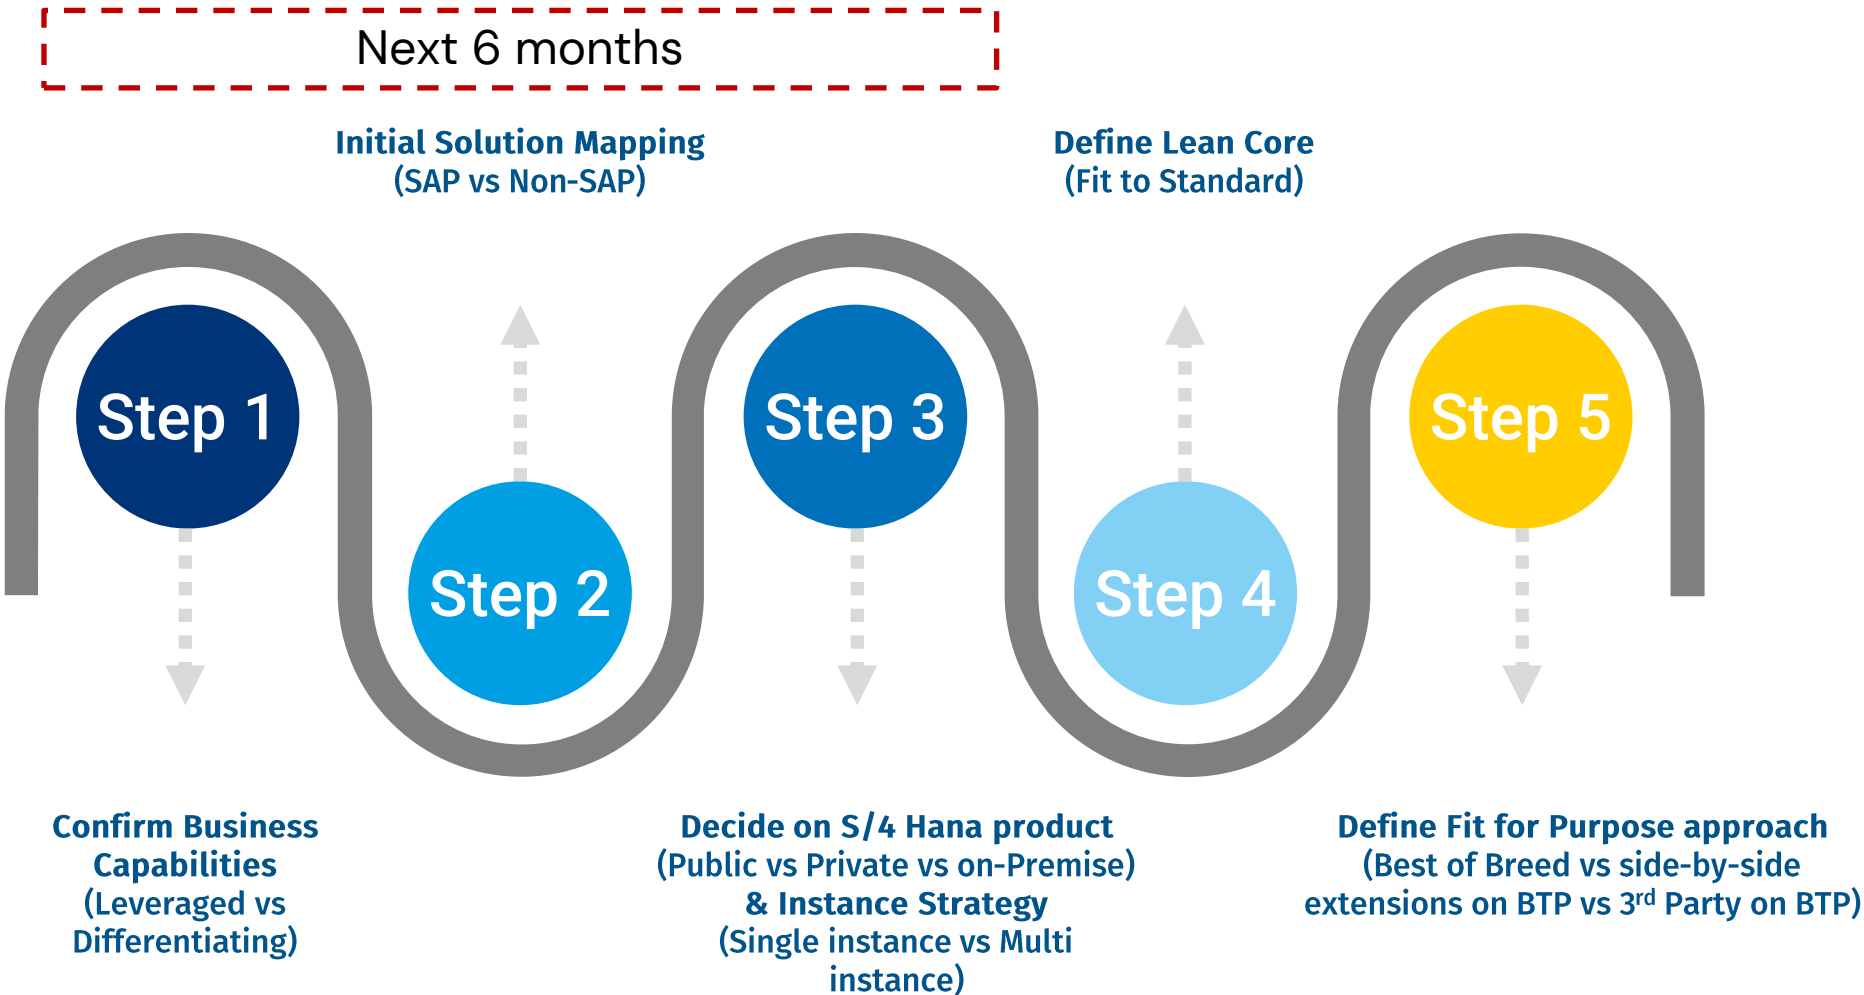 Next 6 months
Initial Solution Mapping
(SAP vs Non-SAP)
Define Lean Core
(Fit to Standard)
Step 1
Step 2
Step 3
Step 4
Step 5
Confirm Business
Capabilities
(Leveraged vs
Differentiating)
Decide on S/4 Hana product
(Public vs Private vs on-Premise)
& Instance Strategy
(Single instance vs Multi
instance)
Define Fit for Purpose approach
(Best of Breed vs side-by-side
extensions on BTP vs 3rd Party on BTP)